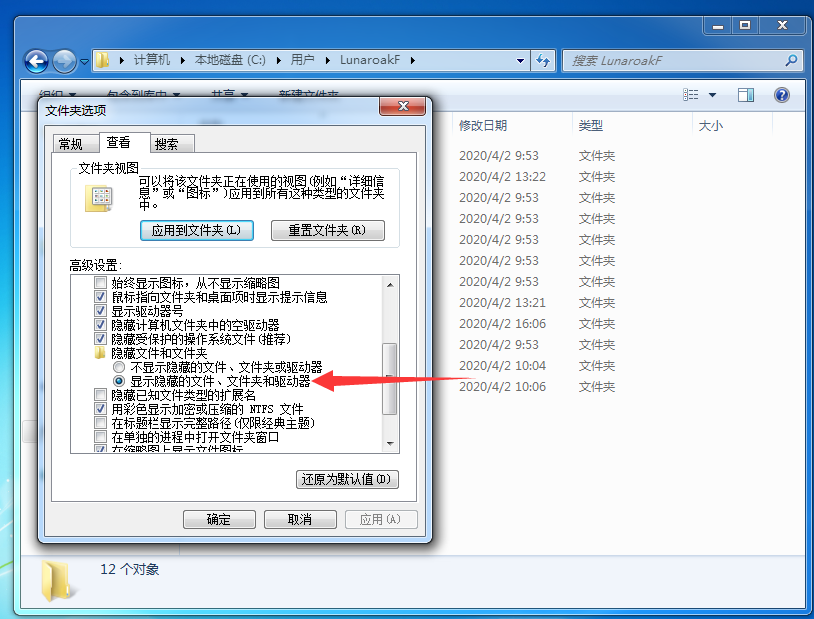 计算机 本地磁盘 (C:) 用户 LunaroakF
搜索 LunaroakF
文件夹选项
常规 查看 搜索
文件夹视图
可以将该文件夹正在使用的视图(例如“详细信
息”或“图标”)应用到所有这种类型的文件夹
中。
应用到文件夹(L) 重置文件夹(R)
高级设置:
始终显示图标，从不显示缩略图
鼠标指向文件夹和桌面项时显示提示信息
显示驱动器号
隐藏计算机文件夹中的空驱动器
隐藏受保护的操作系统文件(推荐)
隐藏文件和文件夹
不显示隐藏的文件、文件夹或驱动器
显示隐藏的文件、文件夹和驱动器
隐藏已知文件类型的扩展名
用彩色显示加密或压缩的 NTFS 文件
在标题栏显示完整路径(仅限经典主题)
在单独的进程中打开文件夹窗口
在缩略图上显示文件图标
还原为默认值(D)
确定 取消 应用(A)
修改日期 类型 大小
2020/4/2 9:53 文件夹
2020/4/2 13:22 文件夹
2020/4/2 9:53 文件夹
2020/4/2 9:53 文件夹
2020/4/2 9:53 文件夹
2020/4/2 9:53 文件夹
2020/4/2 9:53 文件夹
2020/4/2 13:21 文件夹
2020/4/2 16:06 文件夹
2020/4/2 9:53 文件夹
2020/4/2 10:04 文件夹
2020/4/2 10:06 文件夹
12 个对象